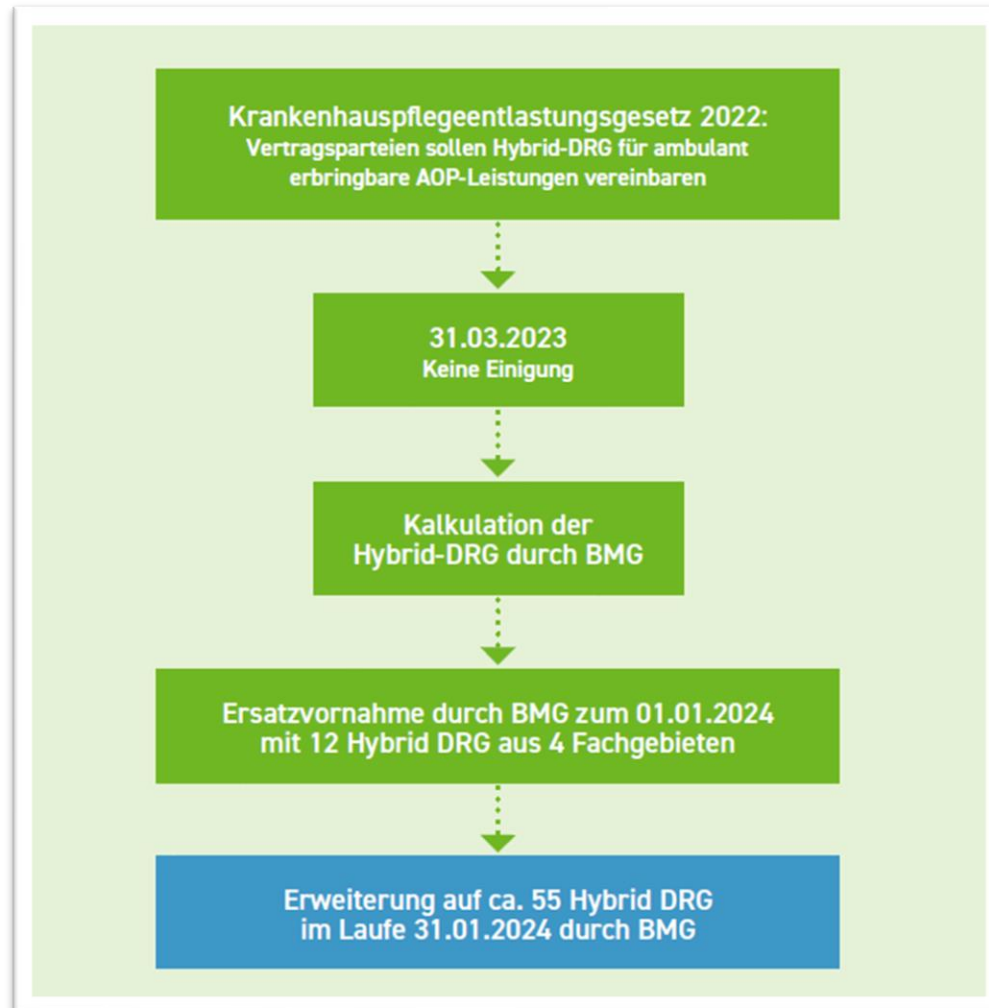 Krankenhauspflegeentlastungsgesetz 2022:
Vertragsparteien sollen Hybrid-DRG für ambulant
erbringbare AOP-Leistungen vereinbaren
31.03.2023
Keine Einigung
Kalkulation der
Hybrid-DRG durch BMG
Ersatzvornahme durch BMG zum 01.01.2024
mit 12 Hybrid DRG aus 4 Fachgebieten
Erweiterung auf ca. 55 Hybrid DRG
im Laufe 31.01.2024 durch BMG